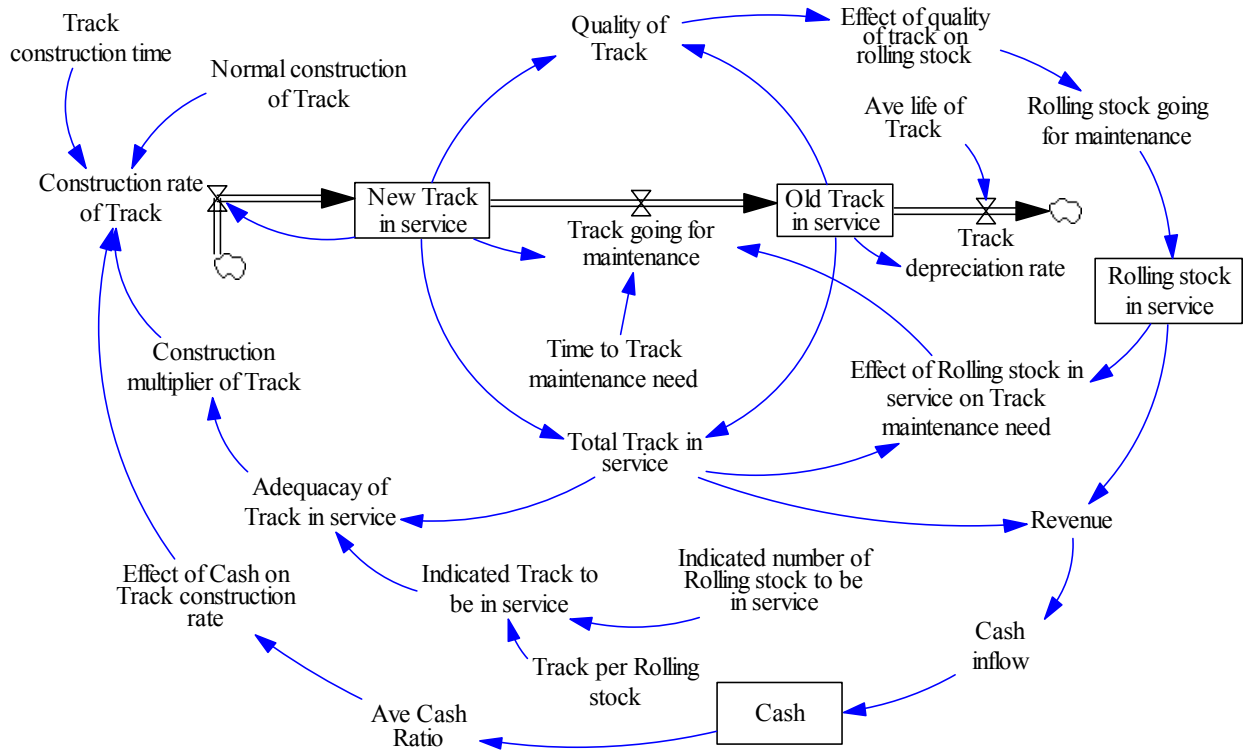 Track
construction time
Normal construction
of Track
Quality of
Track
Effect of quality
of track on
rolling stock
Ave life of
Track
Rolling stock going
for maintenance
Construction rate
of Track
New Track
in service
Track going for
maintenance
Old Track
in service
Track
depreciation rate
Rolling stock
in service
Construction
multiplier of Track
Time to Track
maintenance need
Effect of Rolling stock in
service on Track
maintenance need
Total Track in
service
Adequacay of
Track in service
Revenue
Effect of Cash on
Track construction
rate
Indicated Track to
be in service
Indicated number of
Rolling stock to be
in service
Track per Rolling
stock
Cash
inflow
Ave Cash
Ratio
Cash